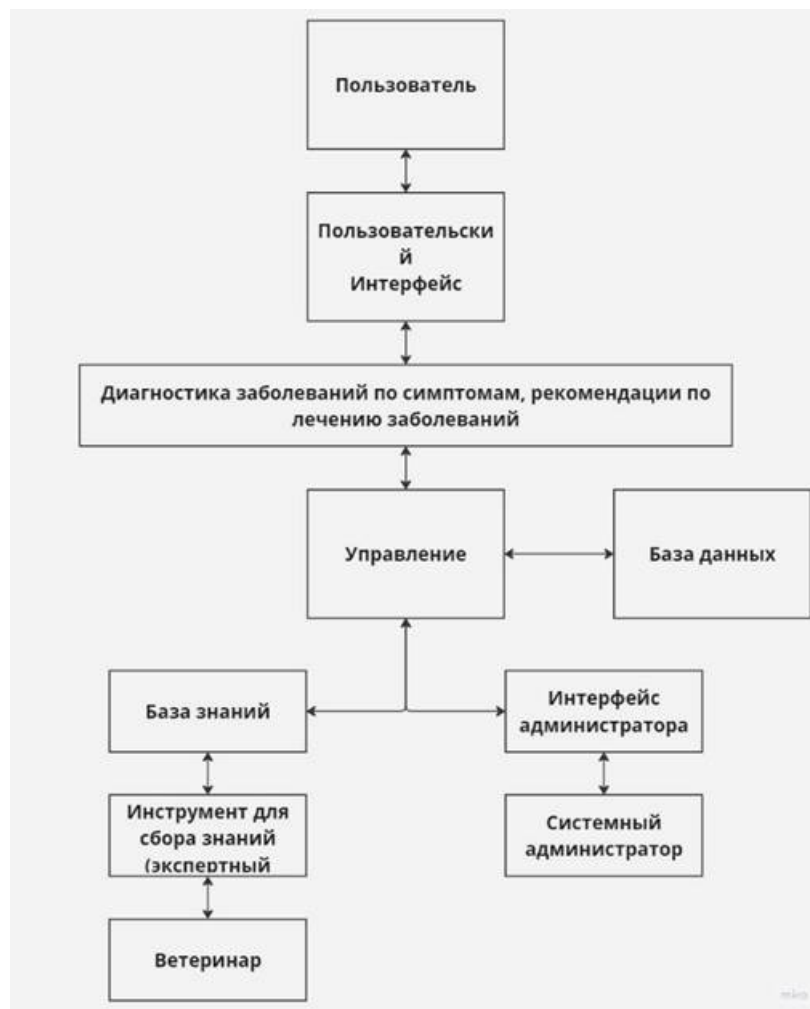 Пользователь
Пользовательски
й
Интерфейс
Диагностика заболеваний по симптомам, рекомендации по
лечению заболеваний
Управление
База данных
База знаний
Интерфейс
администратора
Инструмент для
сбора знаний
(экспертный
Системный
администратор
Ветеринар
miro